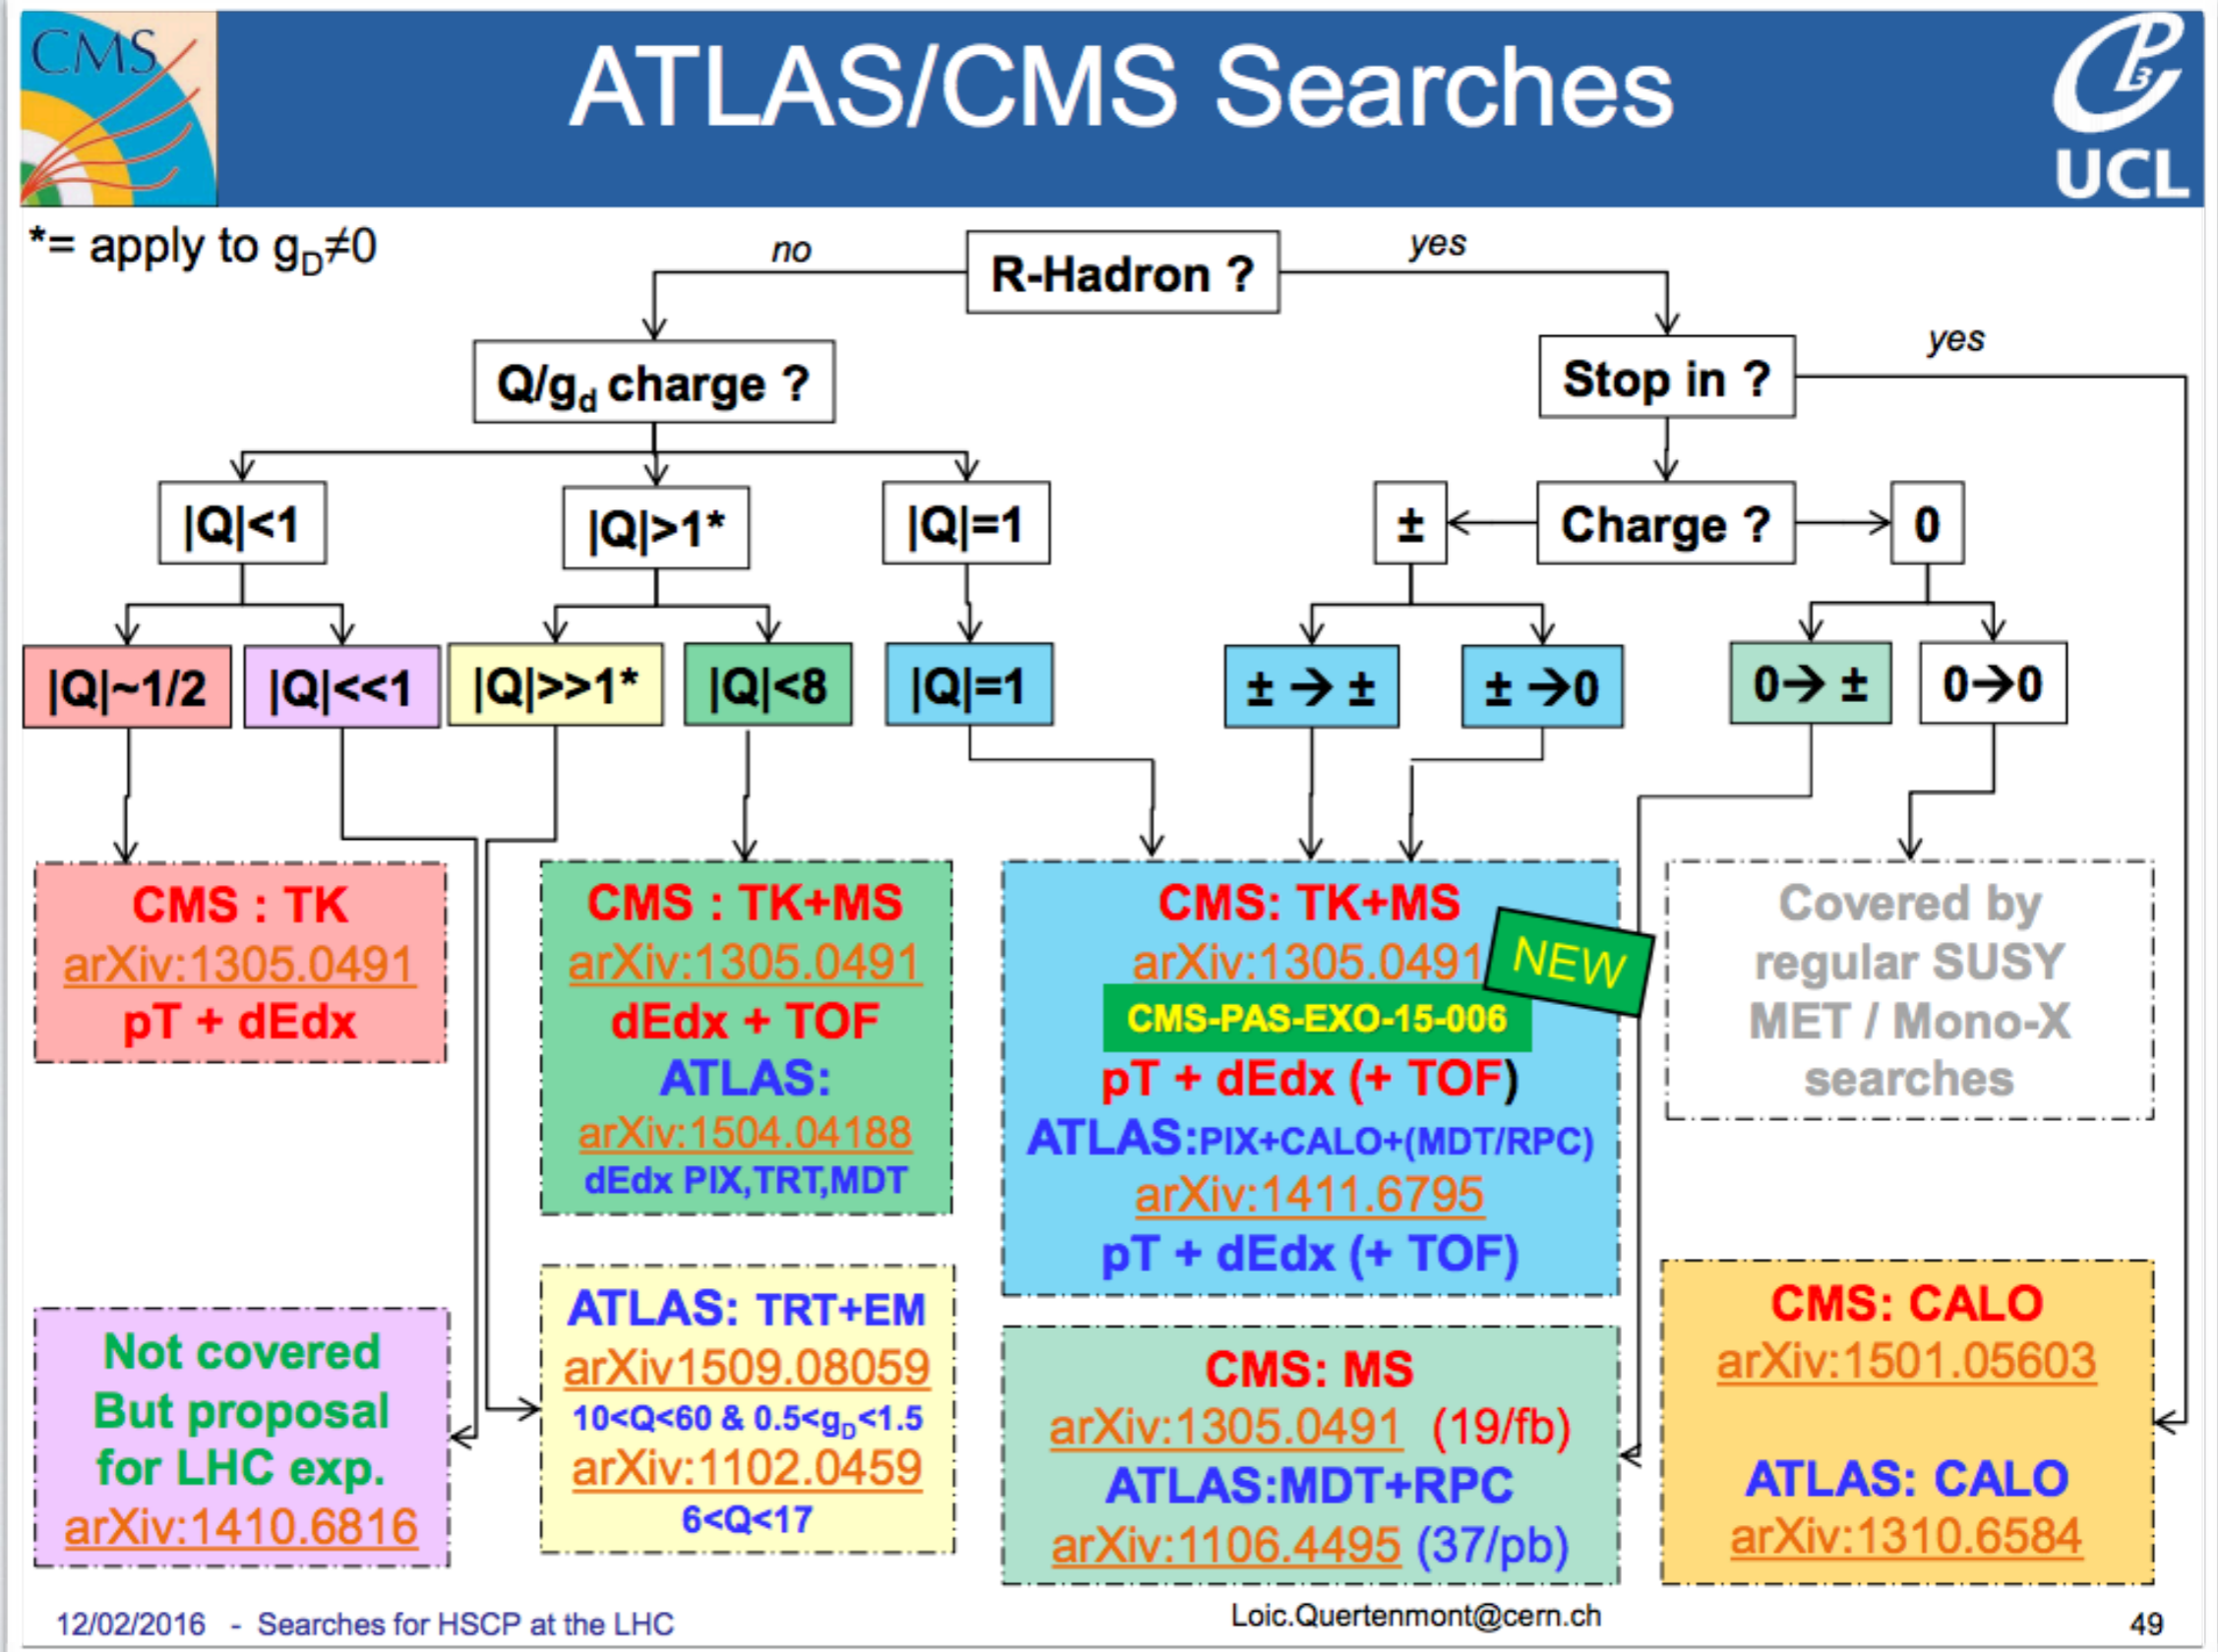 CMS
ATLAS/CMS Searches
CP3
UCL
*= apply to gD≠0
no
R-Hadron ?
yes
Q/gd charge ?
Stop in ?
yes
|Q|<1
|Q|>1*
|Q|=1
±
Charge ?
0
|Q|~1/2
|Q|<<1
|Q|>>1*
|Q|<8
|Q|=1
± → ±
± →0
0→ ±
0→0
CMS : TK
arXiv:1305.0491
pT + dEdx
CMS : TK+MS
arXiv:1305.0491
dEdx + TOF
ATLAS:
arXiv:1504.04188
dEdx PIX,TRT,MDT
CMS: TK+MS
arXiv:1305.0491
NEW
CMS-PAS-EXO-15-006
pT + dEdx (+ TOF)
ATLAS:PIX+CALO+(MDT/RPC)
arXiv:1411.6795
pT + dEdx (+ TOF)
Covered by
regular SUSY
MET / Mono-X
searches
Not covered
But proposal
for LHC exp.
arXiv:1410.6816
ATLAS: TRT+EM
arXiv1509.08059
10<Q<60 & 0.5<gD<1.5
arXiv:1102.0459
6<Q<17
CMS: MS
arXiv:1305.0491 (19/fb)
ATLAS:MDT+RPC
arXiv:1106.4495 (37/pb)
CMS: CALO
arXiv:1501.05603
ATLAS: CALO
arXiv:1310.6584
12/02/2016 - Searches for HSCP at the LHC
Loic.Quertenmont@cern.ch
49